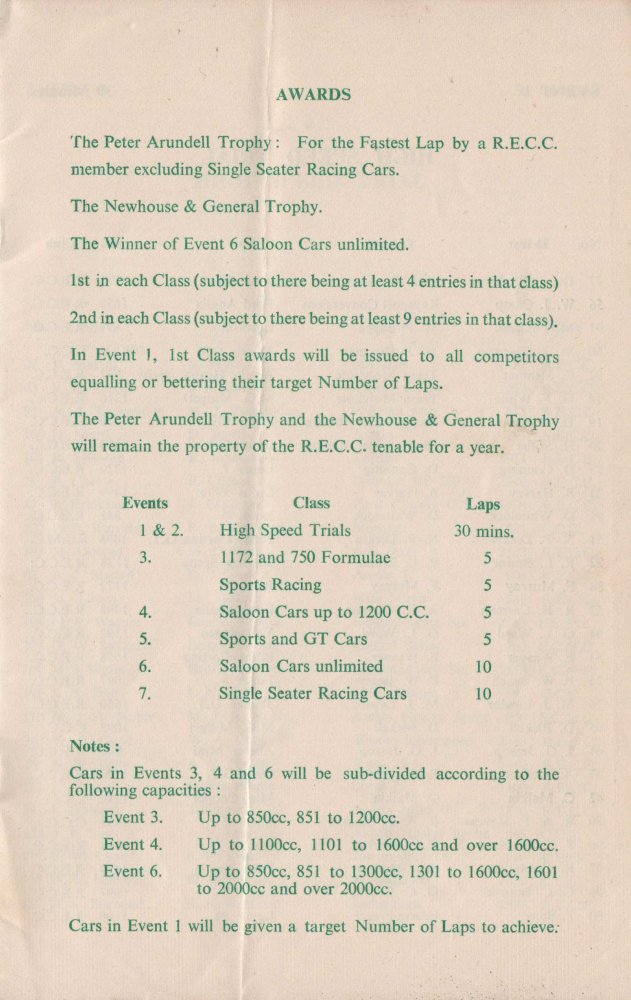 AWARDS
The Peter Arundell Trophy : For the Fastest Lap by a R.E.C.C.
member excluding Single Seater Racing Cars.
The Newhouse & General Trophy.
The Winner of Event 6 Saloon Cars unlimited.
1st in each Class (subject to there being at least 4 entries in that class)
2nd in each Class (subject to there being at least 9 entries in that class).
In Event 1, 1st Class awards will be issued to all competitors
equalling or bettering their target Number of Laps.
The Peter Arundell Trophy and the Newhouse & General Trophy
will remain the property of the R.E.C.C. tenable for a year.
Events Class Laps
1 & 2. High Speed Trials 30 mins.
3. 1172 and 750 Formulae 5
Sports Racing 5
4. Saloon Cars up to 1200 C.C. 5
5. Sports and GT Cars 5
6. Saloon Cars unlimited 10
7. Single Seater Racing Cars 10
Notes :
Cars in Events 3, 4 and 6 will be sub-divided according to the
following capacities :
Event 3. Up to 850cc, 851 to 1200cc.
Event 4. Up to 1100cc, 1101 to 1600cc and over 1600cc.
Event 6. Up to 850cc, 851 to 1300cc, 1301 to 1600cc, 1601
to 2000cc and over 2000cc.
Cars in Event 1 will be given a target Number of Laps to achieve.